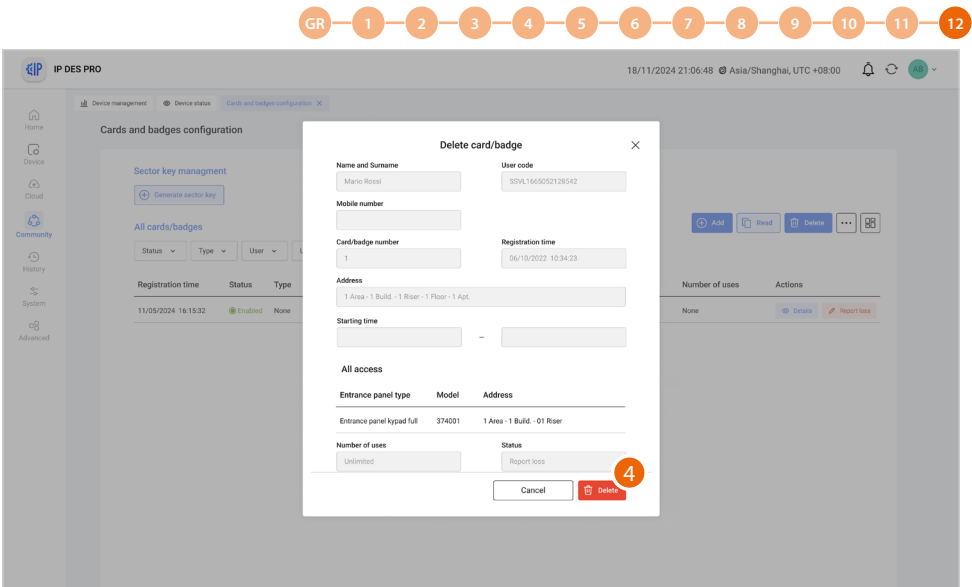 GR 1 2 3 4 5 6 7 8 9 10 11 12
IP IP DES PRO 18/11/2024 21:06:48 Asia/Shanghai, UTC +08:00 AB
Device management Device status Cards and badges configuration
Home
Device
Cloud
Community
History
System
Advanced
Cards and badges configuration
Sector key managment
Generate sector key
All cards/badges
Add Read Delete
Status Type User U
Registration time Status Type Number of uses Actions
11/05/2024 16:15:32 Enabled None None Details Report loss
Delete card/badge
Name and Surname User code
Mario Rossi SSVL1665052128542
Mobile number
Card/badge number Registration time
1 06/10/2022 10:34:23
Address
1 Area - 1 Build. - 1 Riser - 1 Floor - 1 Apt.
Starting time
–
All access
Entrance panel type Model Address
Entrance panel kypad full 374001 1 Area - 1 Build. - 01 Riser
Number of uses Status
Unlimited Report loss
4
Cancel Delete